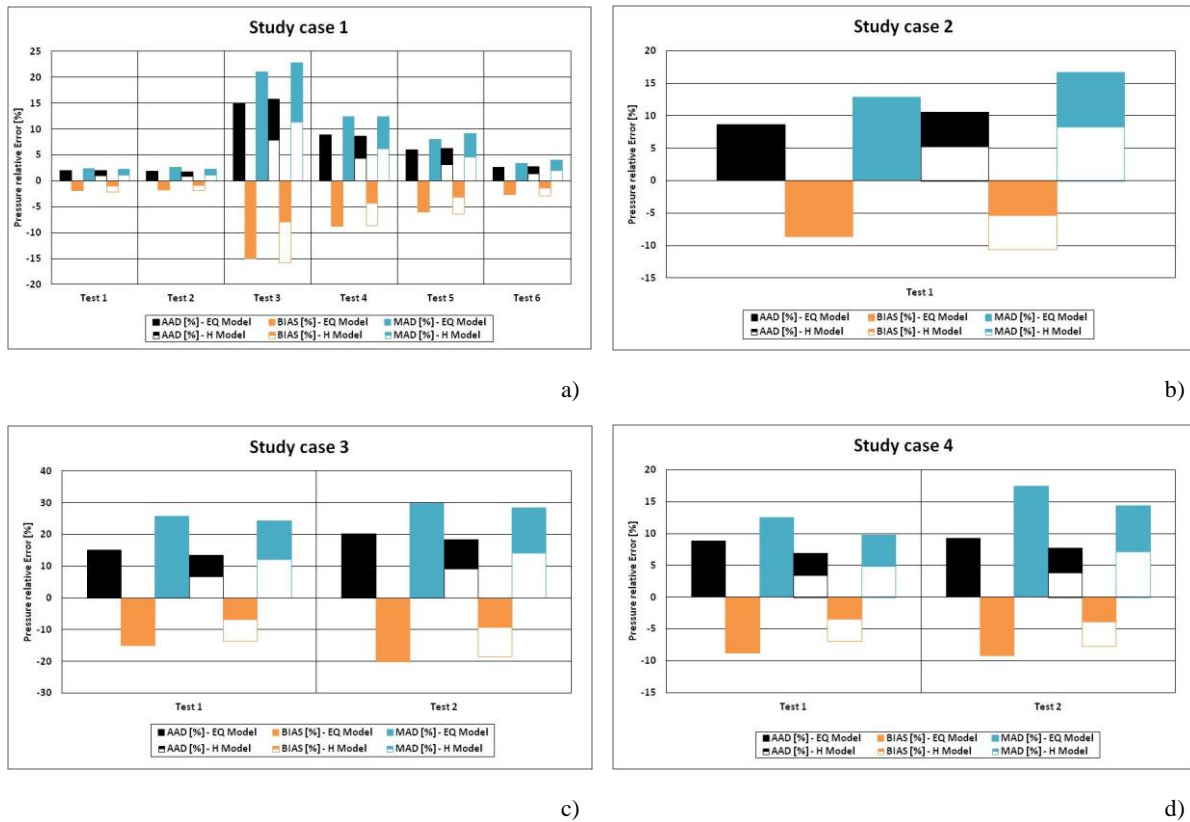 Study case 1
Pressure relative Error [%]
25
20
15
10
5
0
-5
-10
-15
-20
Test 1 Test 2 Test 3 Test 4 Test 5 Test 6
AAD [%] - EQ Model BIAS [%] - EQ Model MAD [%] - EQ Model
AAD [%] - H Model BIAS [%] - H Model MAD [%] - H Model
a)
Study case 2
Pressure relative Error [%]
20
15
10
5
0
-5
-10
-15
Test 1
AAD [%] - EQ Model BIAS [%] - EQ Model MAD [%] - EQ Model
AAD [%] - H Model BIAS [%] - H Model MAD [%] - H Model
b)
Study case 3
Pressure relative Error [%]
40
30
20
10
0
-10
-20
-30
Test 1 Test 2
AAD [%] - EQ Model BIAS [%] - EQ Model MAD [%] - EQ Model
AAD [%] - H Model BIAS [%] - H Model MAD [%] - H Model
c)
Study case 4
Pressure relative Error [%]
20
15
10
5
0
-5
-10
-15
Test 1 Test 2
AAD [%] - EQ Model BIAS [%] - EQ Model MAD [%] - EQ Model
AAD [%] - H Model BIAS [%] - H Model MAD [%] - H Model
d)